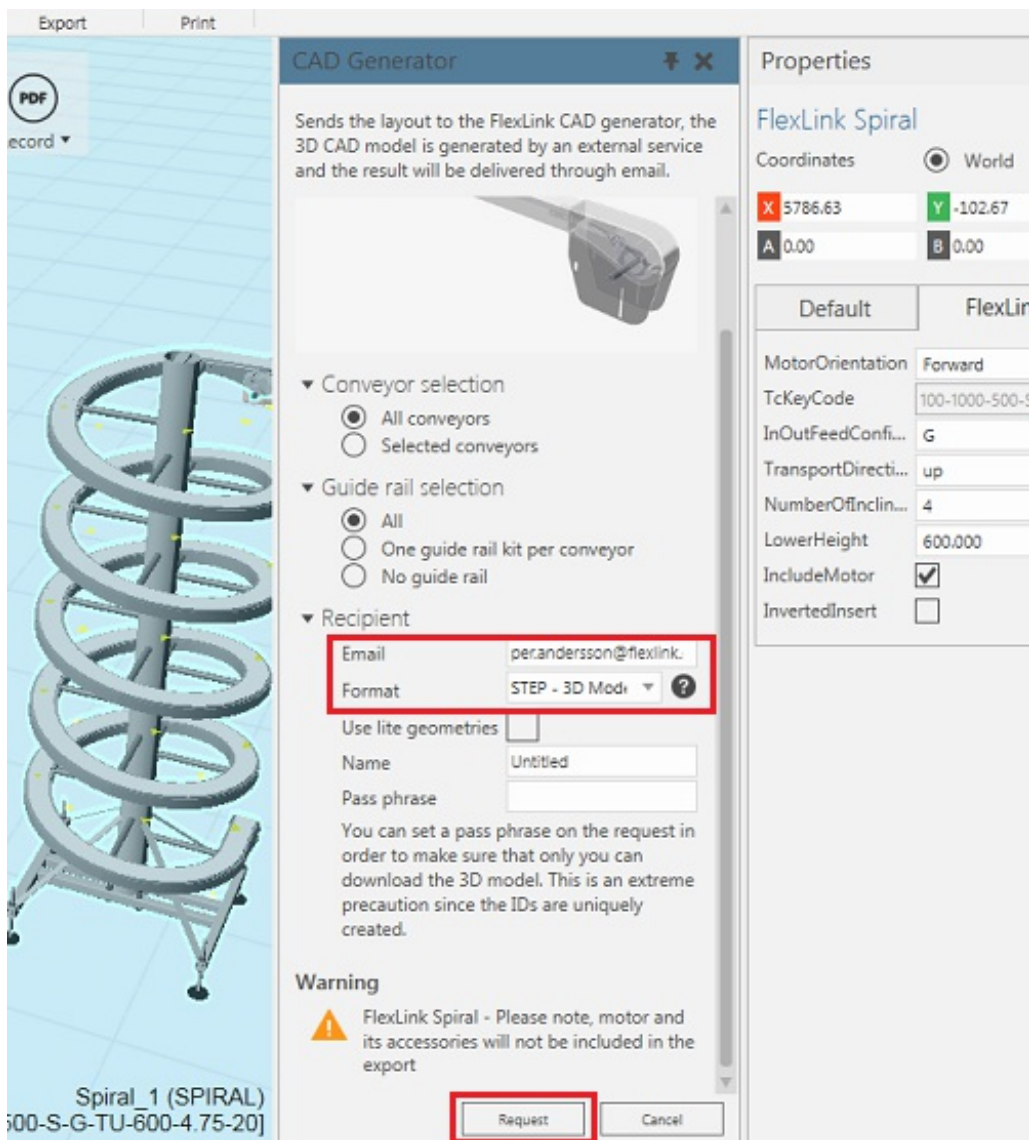 Export
Print
PDF
ecord
CAD Generator
Sends the layout to the FlexLink CAD generator, the
3D CAD model is generated by an external service
and the result will be delivered through email.
Conveyor selection
All conveyors
Selected conveyors
Guide rail selection
All
One guide rail kit per conveyor
No guide rail
Recipient
Email
per.andersson@flexlink.
Format
STEP - 3D Mod
?
Use lite geometries
Name
Untitled
Pass phrase
You can set a pass phrase on the request in
order to make sure that only you can
download the 3D model. This is an extreme
precaution since the IDs are uniquely
created.
Warning
FlexLink Spiral - Please note, motor and
its accessories will not be included in the
export
Request
Cancel
Spiral_1 (SPIRAL)
500-S-G-TU-600-4.75-20]
Properties
FlexLink Spiral
Coordinates
World
X 5786.63
Y -102.67
A 0.00
B 0.00
Default
FlexLin
MotorOrientation Forward
TcKeyCode 100-1000-500-S
InOutFeedConfi... G
TransportDirecti... up
NumberOfInclin... 4
LowerHeight 600.000
IncludeMotor
InvertedInsert